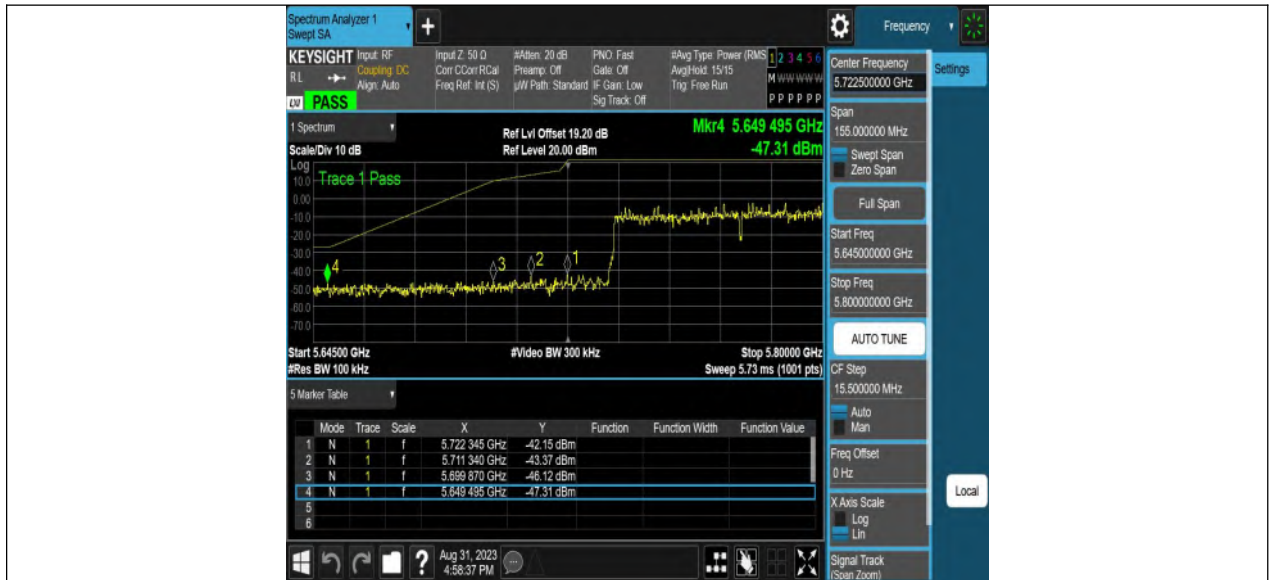 Spectrum Analyzer 1
Swept SA
+
Frequency
KEYSIGHT
RL
LXI
PASS
Input: RF
Coupling: DC
Align: Auto
Input Z: 50 Ω
Corr CCorr RCal
Freq Ref: Int (S)
#Atten: 20 dB
Preamp: Off
µW Path: Standard
PNO: Fast
Gate: Off
IF Gain: Low
Sig Track: Off
#Avg Type: Power (RMS
Avg|Hold: 15/15
Trig: Free Run
1 2 3 4 5 6
M W W W W W
P P P P P P
1 Spectrum
Scale/Div 10 dB
Ref Lvl Offset 19.20 dB
Ref Level 20.00 dBm
Mkr4 5.649 495 GHz
-47.31 dBm
Log
Trace 1 Pass
10.0
0.00
-10.0
-20.0
-30.0
-40.0
-50.0
-60.0
-70.0
4
3
2
1
Start 5.64500 GHz
#Video BW 300 kHz
Stop 5.80000 GHz
#Res BW 100 kHz
Sweep 5.73 ms (1001 pts)
5 Marker Table
Mode Trace Scale X Y Function Function Width Function Value
1 N 1 f 5.722 345 GHz -42.15 dBm
2 N 1 f 5.711 340 GHz -43.37 dBm
3 N 1 f 5.699 870 GHz -46.12 dBm
4 N 1 f 5.649 495 GHz -47.31 dBm
5
6
?
Aug 31, 2023
4:58:37 PM
Center Frequency
5.722500000 GHz
Settings
Span
155.000000 MHz
Swept Span
Zero Span
Full Span
Start Freq
5.645000000 GHz
Stop Freq
5.800000000 GHz
AUTO TUNE
CF Step
15.500000 MHz
Auto
Man
Freq Offset
0 Hz
X Axis Scale
Log
Lin
Local
Signal Track
(Span Zoom)